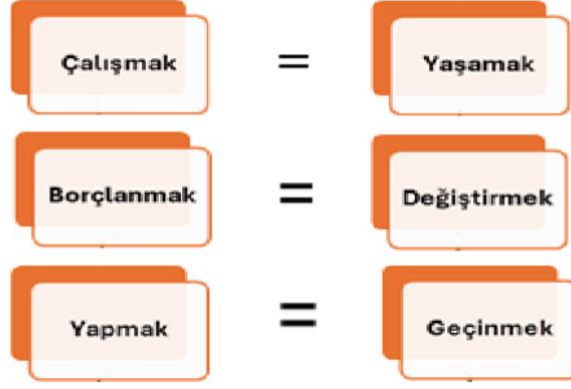 Çalışmak = Yaşamak
Borçlanmak = Değiştirmek
Yapmak = Geçinmek